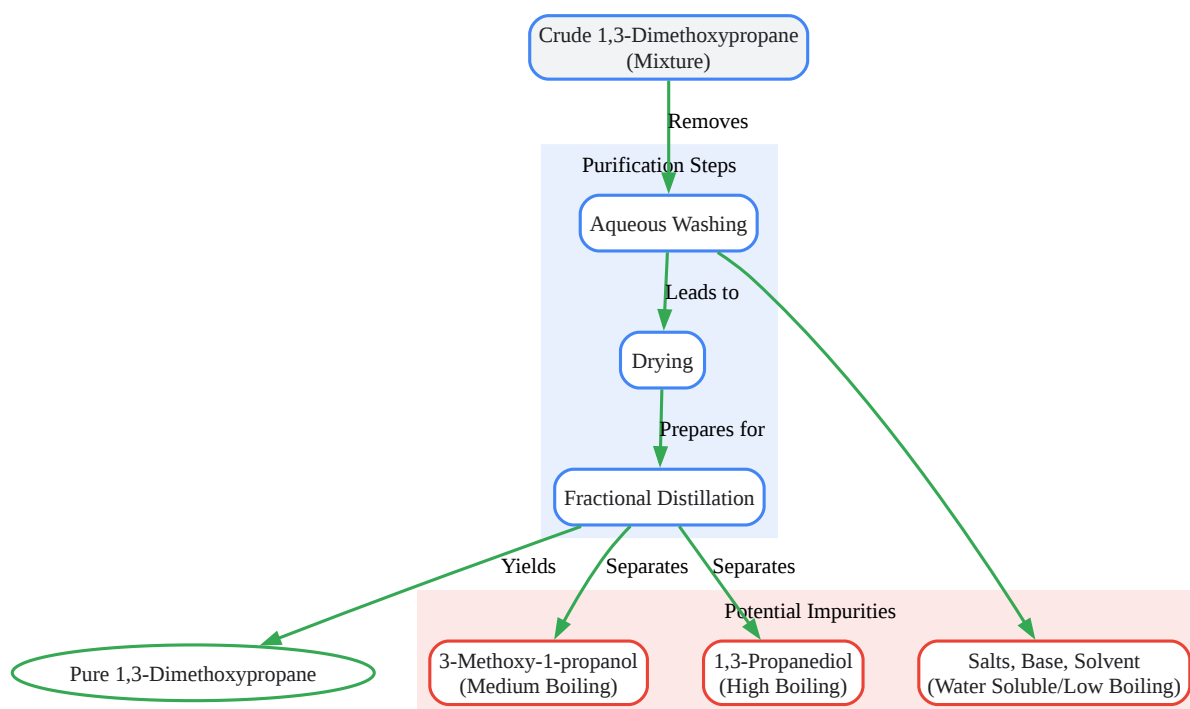 Crude 1,3-Dimethoxypropane
(Mixture)
Removes
Purification Steps
Aqueous Washing
Leads to
Drying
Prepares for
Fractional Distillation
Yields
Separates
Separates
Potential Impurities
Pure 1,3-Dimethoxypropane
3-Methoxy-1-propanol
(Medium Boiling)
1,3-Propanediol
(High Boiling)
Salts, Base, Solvent
(Water Soluble/Low Boiling)